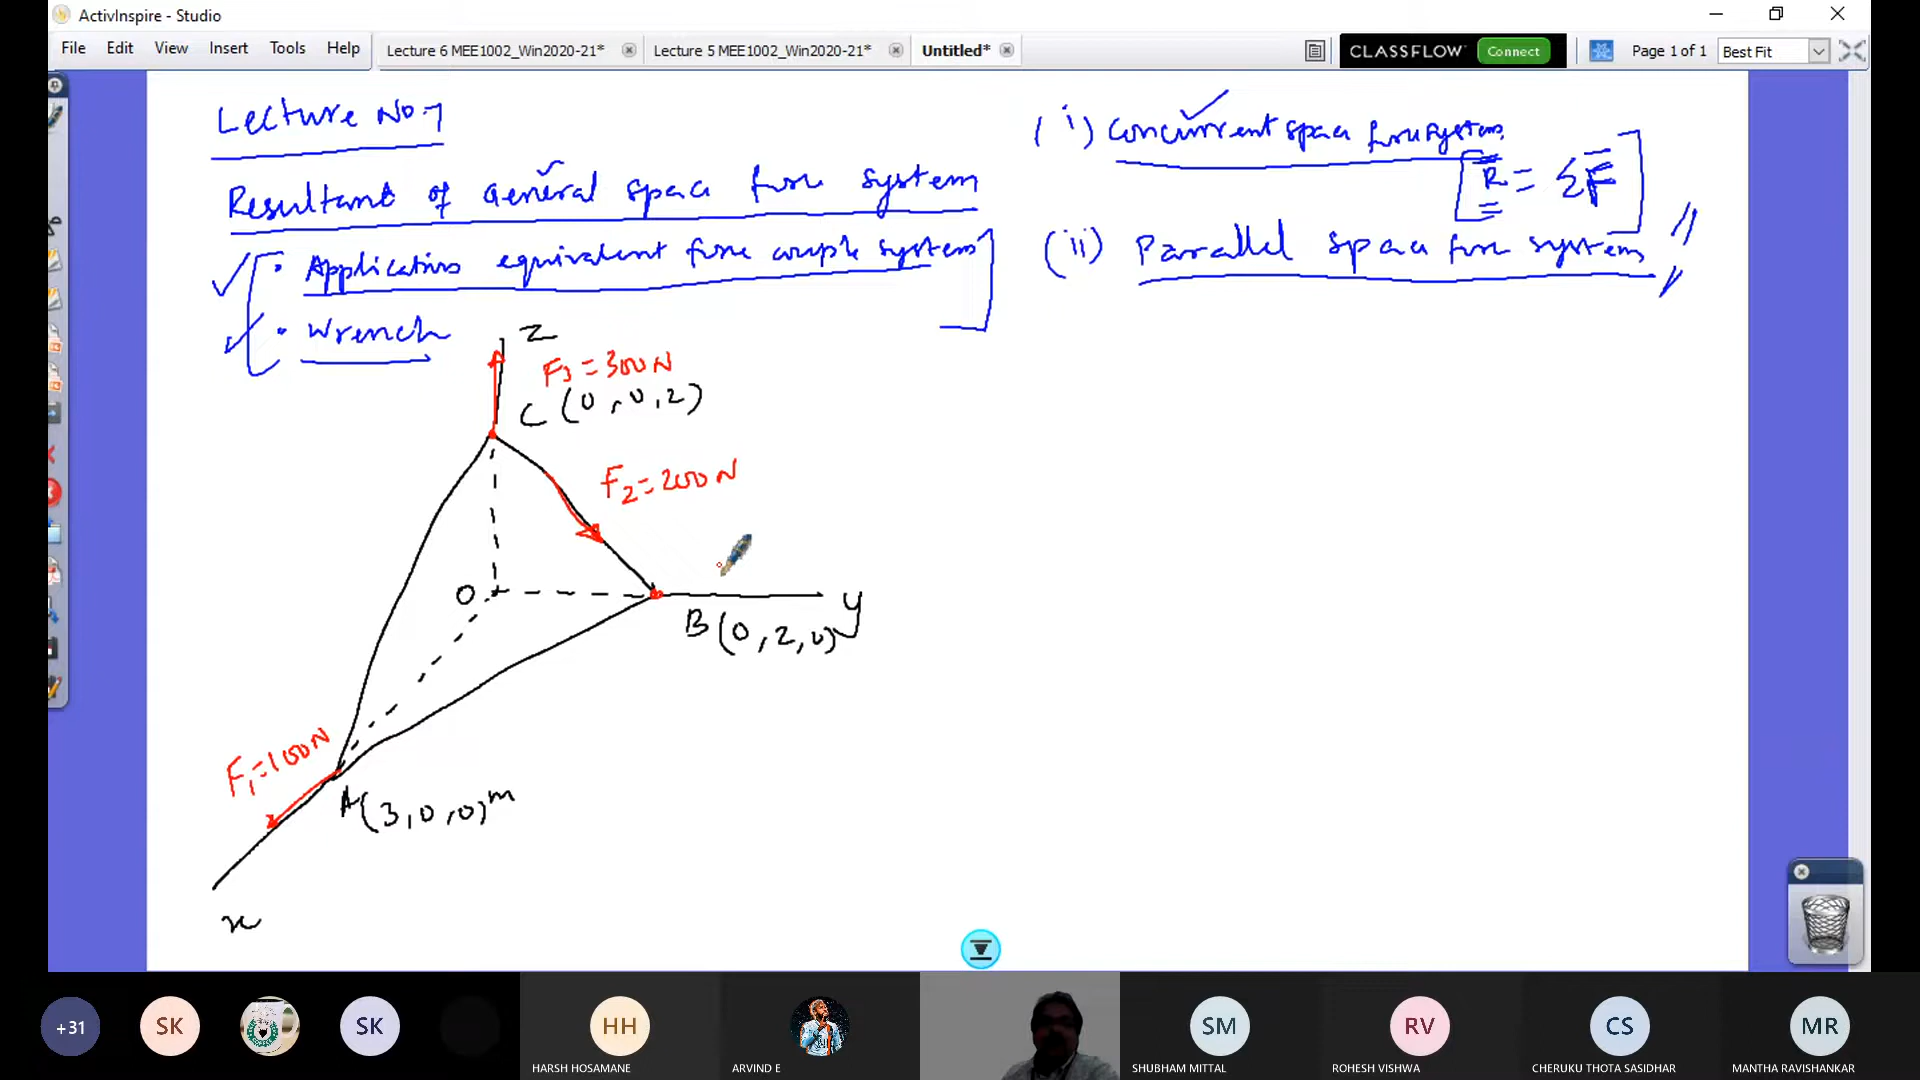 ActivInspire - Studio
File Edit View Insert Tools Help
Lecture 6 MEE1002_Win2020-21*
Lecture 5 MEE1002_Win2020-21*
Untitled*
CLASSFLOW Connect
Page 1 of 1
Best Fit
Lecture No-7
Resultant of General space force system
• Applications equivalent force couple system
• Wrench
(i) Concurrent space force system
R = ΣF
(ii) Parallel space force system
Z
F3 = 300 N
C (0, 0, 2)
F2 = 200 N
O
y
B (0, 2, 0)
F1 = 100 N
A (3, 0, 0) m
x
+31
SK
SK
HH
HARSH HOSAMANE
ARVIND E
SM
SHUBHAM MITTAL
RV
ROHESH VISHWA
CS
CHERUKU THOTA SASIDHAR
MR
MANTHA RAVISHANKAR